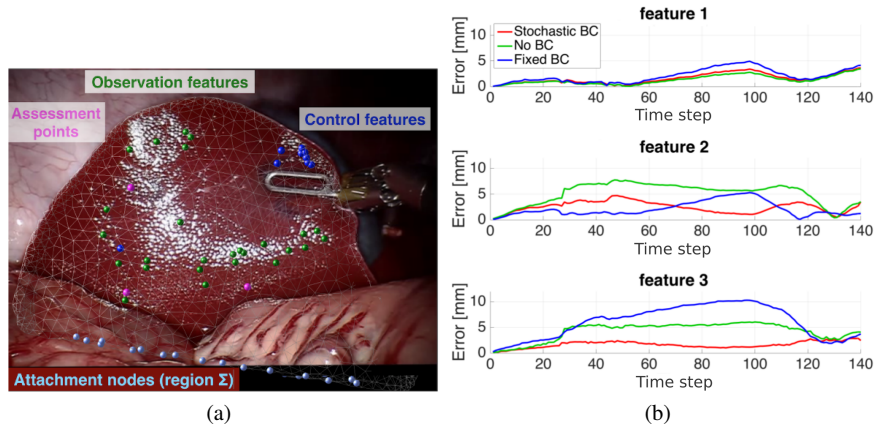 Observation features
Assessment
points
Control features
Attachment nodes (region Σ)
(a)
feature 1
Error [mm]
10
5
0
Stochastic BC
No BC
Fixed BC
0 20 40 60 80 100 120 140
Time step
feature 2
Error [mm]
10
5
0
0 20 40 60 80 100 120 140
Time step
feature 3
Error [mm]
10
5
0
0 20 40 60 80 100 120 140
Time step
(b)